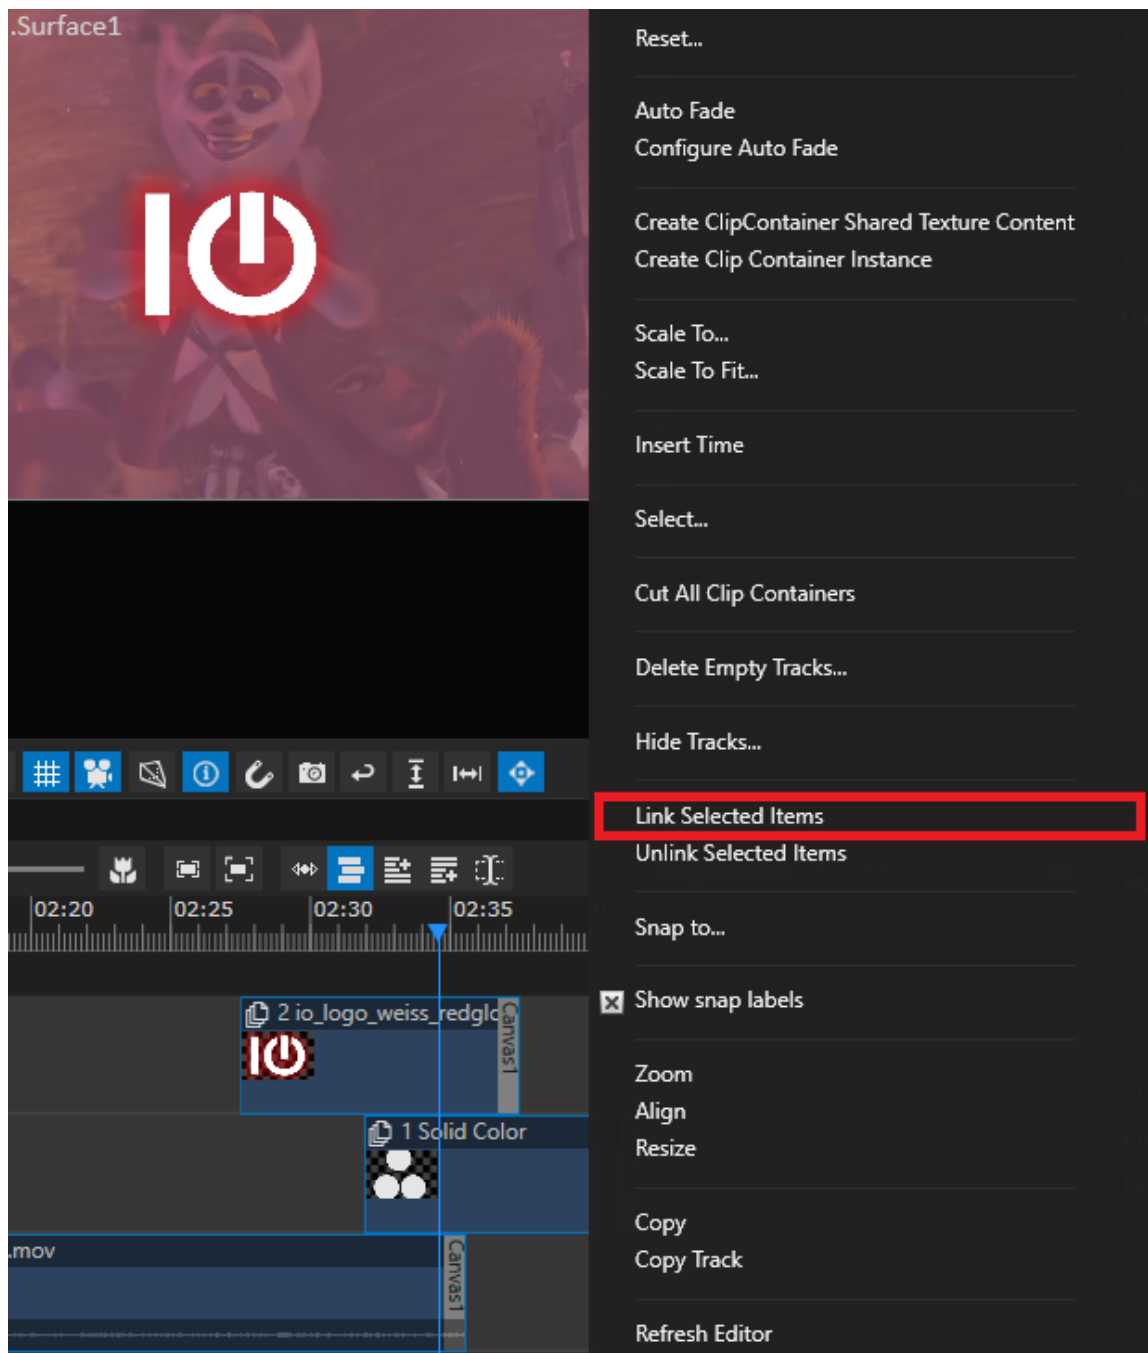 .Surface1
Reset...
Auto Fade
Configure Auto Fade
Create ClipContainer Shared Texture Content
Create Clip Container Instance
Scale To...
Scale To Fit...
Insert Time
Select...
Cut All Clip Containers
Delete Empty Tracks...
Hide Tracks...
Link Selected Items
Unlink Selected Items
Snap to...
Show snap labels
Zoom
Align
Resize
Copy
Copy Track
Refresh Editor
02:20 02:25 02:30 02:35
2 io_logo_weiss_redglo
Canvas1
1 Solid Color
.mov
Canvas1